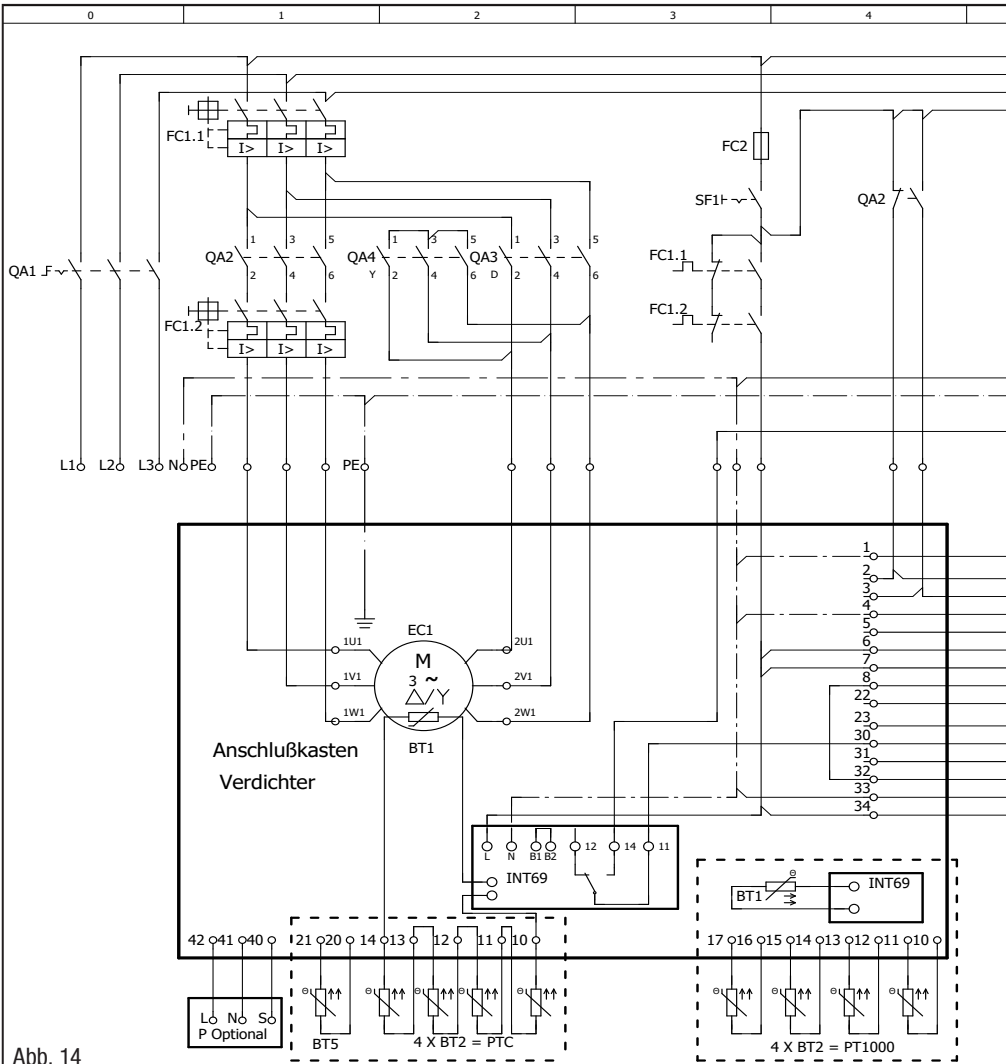 0 1 2 3 4
FC1.1
I> I> I>
FC2
SF1
QA2
1 3 5 1 3 5 1 3 5
QA1 QA2 QA4 QA3 FC1.1
2 4 6 Y 2 4 6 D 2 4 6
FC1.2 FC1.2
I> I> I>
L1 L2 L3 N PE PE
1
2
3
4
5
6
7
8
22
23
30
31
32
33
34
EC1
1U1 2U1
M
3 ~
1V1 △/Y 2V1
1W1 2W1
BT1
Anschlußkasten
Verdichter
L N B1 B2 12 14 11
INT69
Θ
BT1 INT69
42 41 40 21 20 14 13 12 11 10 17 16 15 14 13 12 11 10
Θ Θ Θ Θ Θ Θ Θ Θ Θ
L N S
P Optional
BT5 4 X BT2 = PTC 4 X BT2 = PT1000
Abb. 14